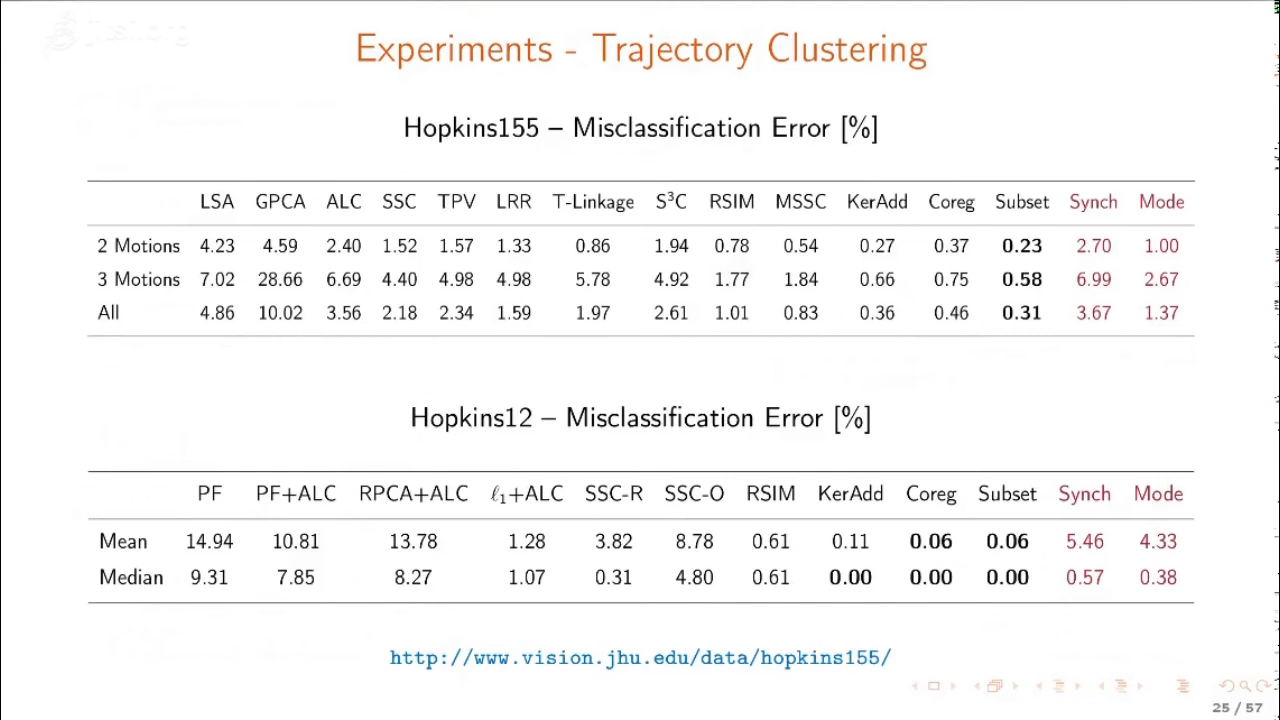 Experiments - Trajectory Clustering
Hopkins155 – Misclassification Error [%]
LSA GPCA ALC SSC TPV LRR T-Linkage S³C RSIM MSSC KerAdd Coreg Subset Synch Mode
2 Motions 4.23 4.59 2.40 1.52 1.57 1.33 0.86 1.94 0.78 0.54 0.27 0.37 0.23 2.70 1.00
3 Motions 7.02 28.66 6.69 4.40 4.98 4.98 5.78 4.92 1.77 1.84 0.66 0.75 0.58 6.99 2.67
All 4.86 10.02 3.56 2.18 2.34 1.59 1.97 2.61 1.01 0.83 0.36 0.46 0.31 3.67 1.37
Hopkins12 – Misclassification Error [%]
PF PF+ALC RPCA+ALC ℓ₁+ALC SSC-R SSC-O RSIM KerAdd Coreg Subset Synch Mode
Mean 14.94 10.81 13.78 1.28 3.82 8.78 0.61 0.11 0.06 0.06 5.46 4.33
Median 9.31 7.85 8.27 1.07 0.31 4.80 0.61 0.00 0.00 0.00 0.57 0.38
http://www.vision.jhu.edu/data/hopkins155/
25 / 57